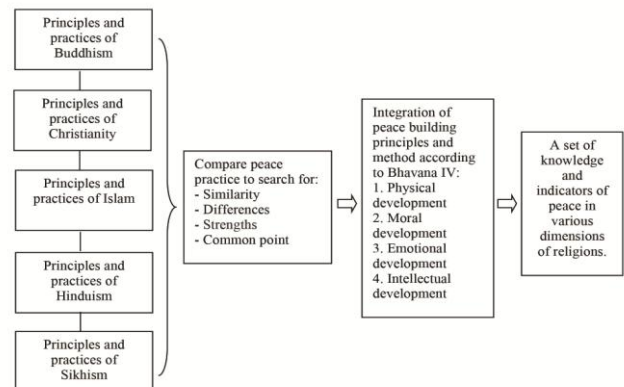 Principles and
practices of
Buddhism
Principles and
practices of
Christianity
Principles and
practices of Islam
Principles and
practices of
Hinduism
Principles and
practices of
Sikhism
Compare peace
practice to search for:
- Similarity
- Differences
- Strengths
- Common point
Integration of
peace building
principles and
method according
to Bhavana IV:
1. Physical
development
2. Moral
development
3. Emotional
development
4. Intellectual
development
A set of
knowledge
and
indicators of
peace in
various
dimensions
of religions.